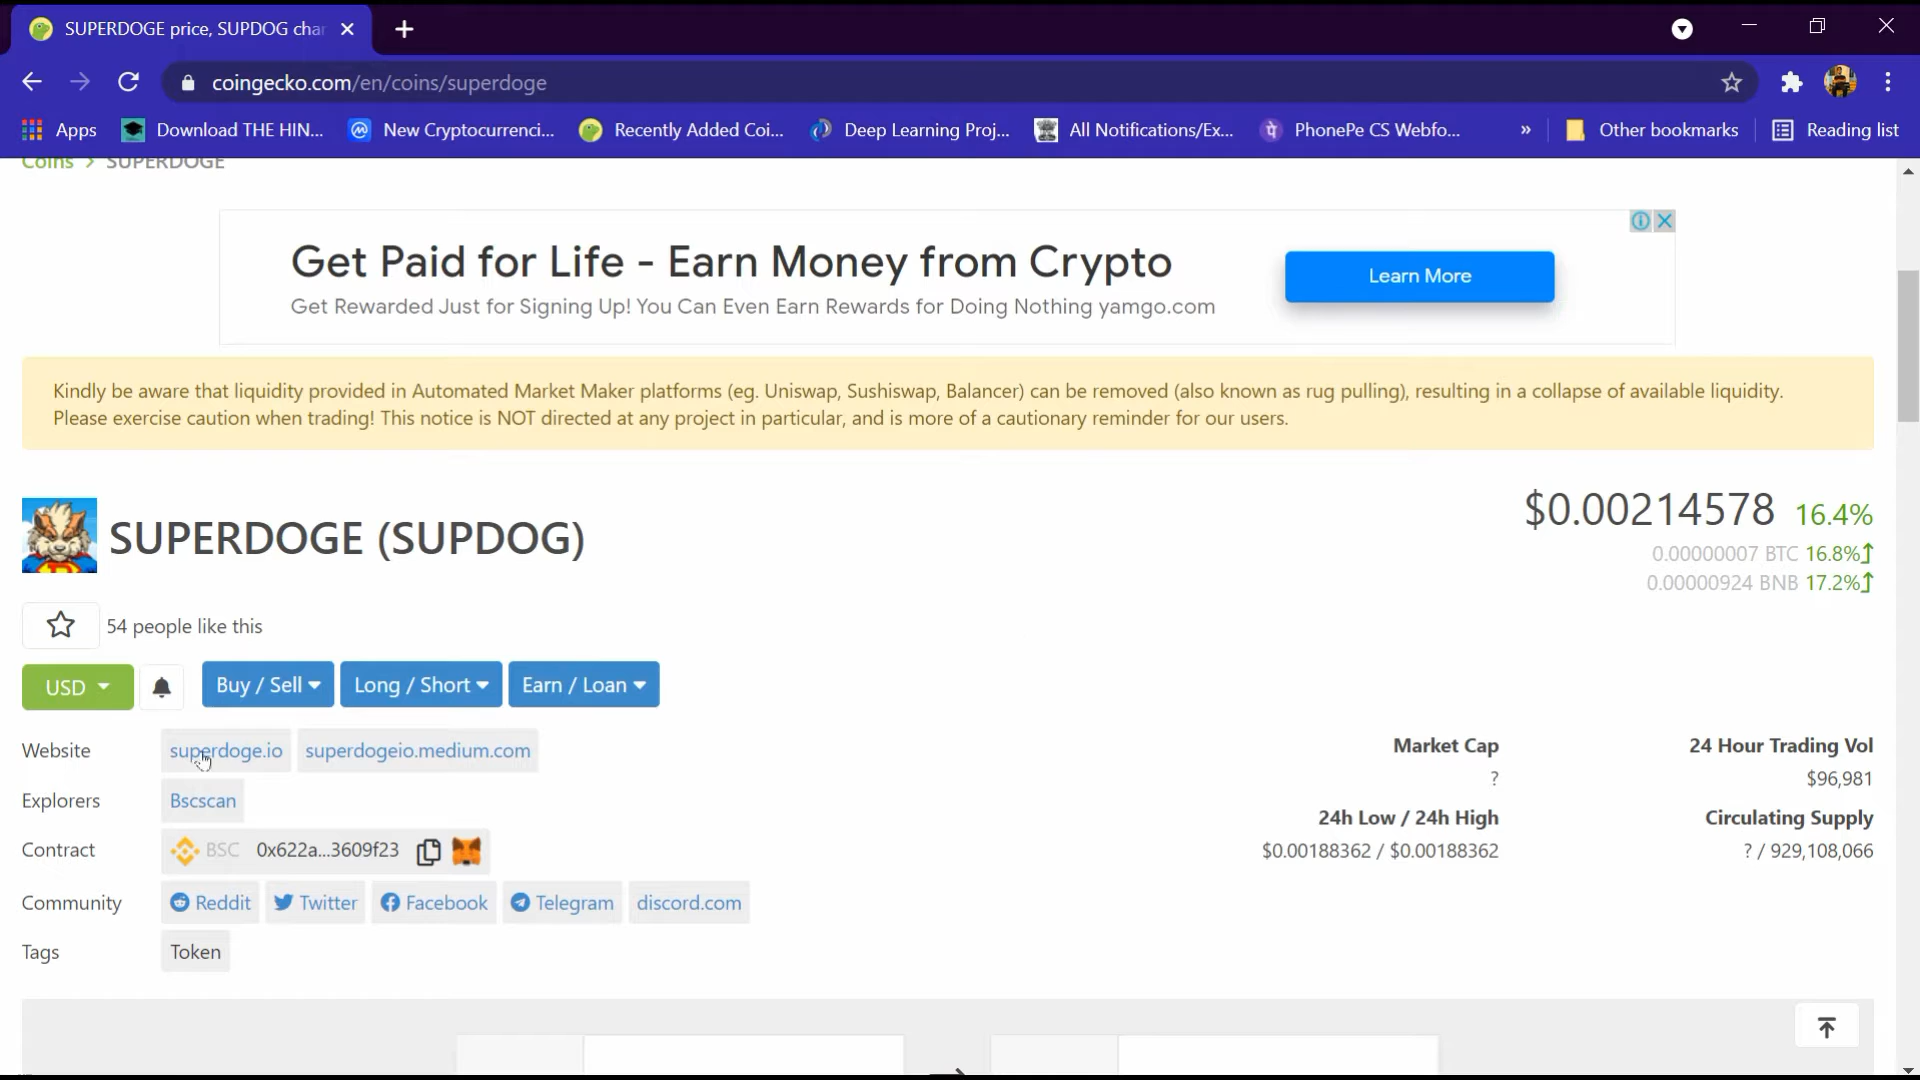 SUPERDOGE price, SUPDOG char
coingecko.com/en/coins/superdoge
Apps
Download THE HIN...
New Cryptocurrenci...
Recently Added Coi...
Deep Learning Proj...
All Notifications/Ex...
PhonePe CS Webfo...
»
Other bookmarks
Reading list
Coins > SUPERDOGE
Get Paid for Life - Earn Money from Crypto
Get Rewarded Just for Signing Up! You Can Even Earn Rewards for Doing Nothing yamgo.com
Learn More
Kindly be aware that liquidity provided in Automated Market Maker platforms (eg. Uniswap, Sushiswap, Balancer) can be removed (also known as rug pulling), resulting in a collapse of available liquidity.
Please exercise caution when trading! This notice is NOT directed at any project in particular, and is more of a cautionary reminder for our users.
SUPERDOGE (SUPDOG)
$0.00214578 16.4%
0.00000007 BTC 16.8%
0.00000924 BNB 17.2%
54 people like this
USD
Buy / Sell
Long / Short
Earn / Loan
Website superdoge.io superdogeio.medium.com
Explorers Bscscan
Contract BSC 0x622a...3609f23
Community Reddit Twitter Facebook Telegram discord.com
Tags Token
Market Cap
?
24 Hour Trading Vol
$96,981
24h Low / 24h High
$0.00188362 / $0.00188362
Circulating Supply
? / 929,108,066